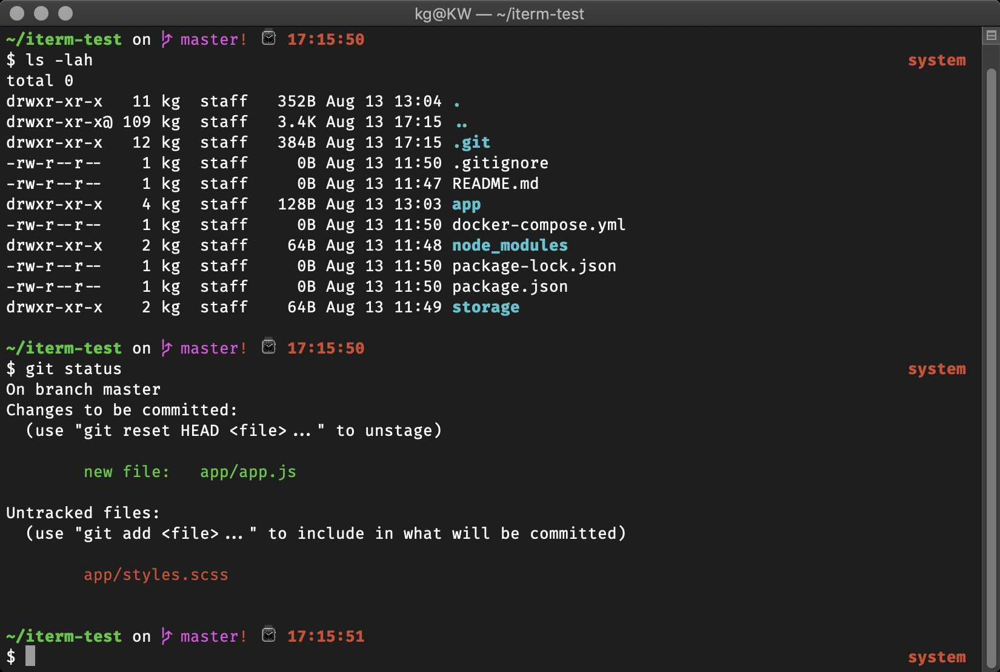 kg@KW — ~/iterm-test
~/iterm-test on master! 17:15:50
$ ls -lah system
total 0
drwxr-xr-x   11 kg  staff   352B Aug 13 13:04 .
drwxr-xr-x@ 109 kg  staff   3.4K Aug 13 17:15 ..
drwxr-xr-x   12 kg  staff   384B Aug 13 17:15 .git
-rw-r--r--    1 kg  staff     0B Aug 13 11:50 .gitignore
-rw-r--r--    1 kg  staff     0B Aug 13 11:47 README.md
drwxr-xr-x    4 kg  staff   128B Aug 13 13:03 app
-rw-r--r--    1 kg  staff     0B Aug 13 11:50 docker-compose.yml
drwxr-xr-x    2 kg  staff    64B Aug 13 11:48 node_modules
-rw-r--r--    1 kg  staff     0B Aug 13 11:50 package-lock.json
-rw-r--r--    1 kg  staff     0B Aug 13 11:50 package.json
drwxr-xr-x    2 kg  staff    64B Aug 13 11:49 storage
~/iterm-test on master! 17:15:50
$ git status system
On branch master
Changes to be committed:
  (use "git reset HEAD <file>..." to unstage)
new file:   app/app.js
Untracked files:
  (use "git add <file>..." to include in what will be committed)
app/styles.scss
~/iterm-test on master! 17:15:51
$ system